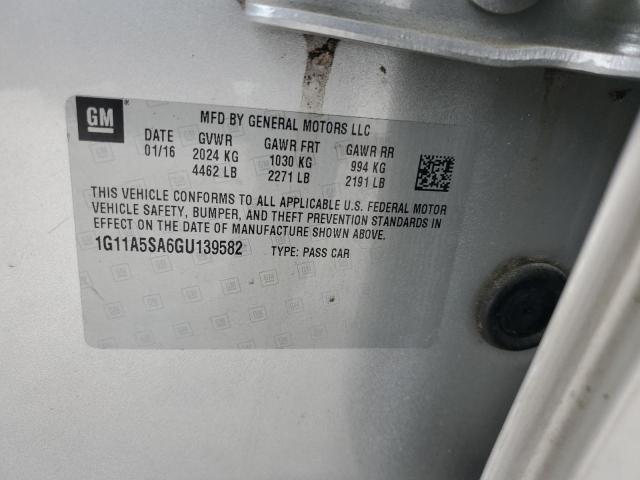 GM
MFD BY GENERAL MOTORS LLC
DATE GVWR GAWR FRT GAWR RR
01/16 2024 KG 1030 KG 994 KG
4462 LB 2271 LB 2191 LB
THIS VEHICLE CONFORMS TO ALL APPLICABLE U.S. FEDERAL MOTOR
VEHICLE SAFETY, BUMPER, AND THEFT PREVENTION STANDARDS IN
EFFECT ON THE DATE OF MANUFACTURE SHOWN ABOVE.
1G11A5SA6GU139582 TYPE: PASS CAR